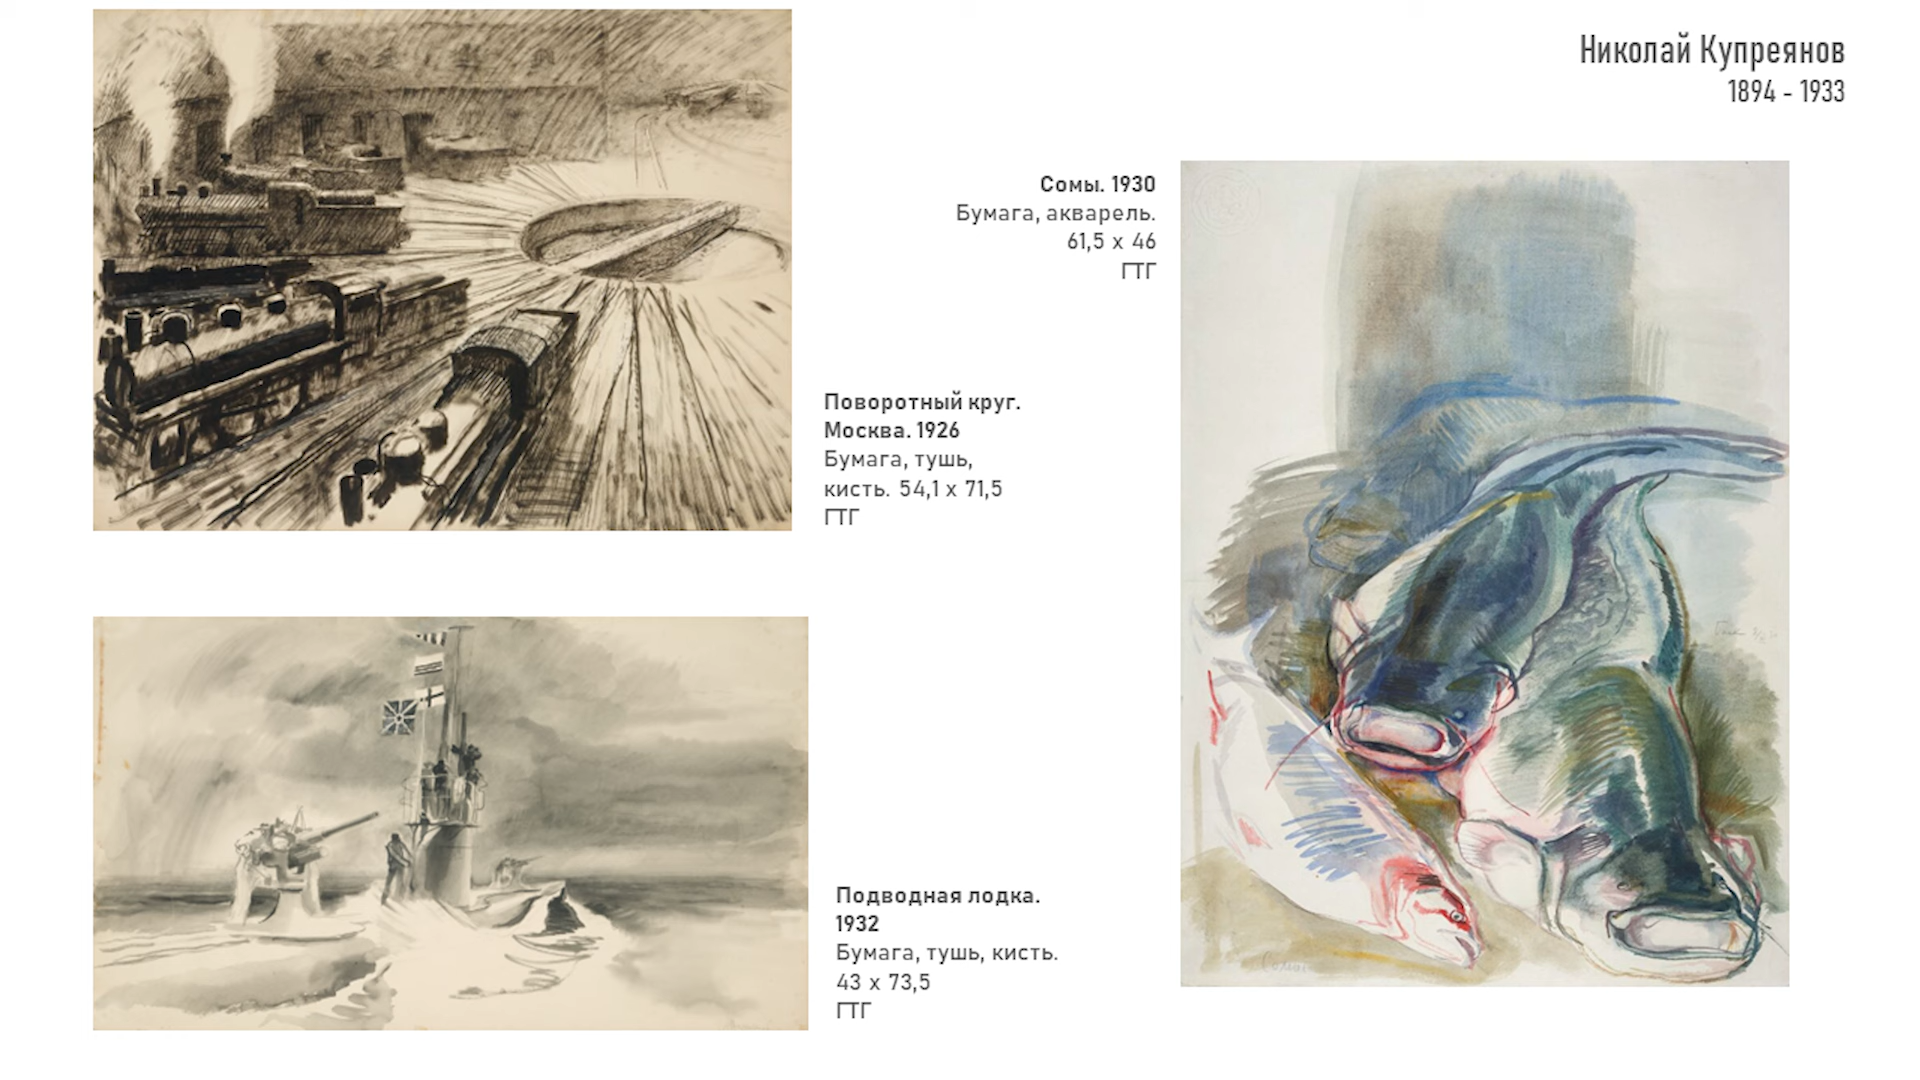 Николай Купреянов
1894 - 1933
Сомы. 1930
Бумага, акварель.
61,5 х 46
ГТГ
Поворотный круг.
Москва. 1926
Бумага, тушь,
кисть. 54,1 х 71,5
ГТГ
Подводная лодка.
1932
Бумага, тушь, кисть.
43 х 73,5
ГТГ